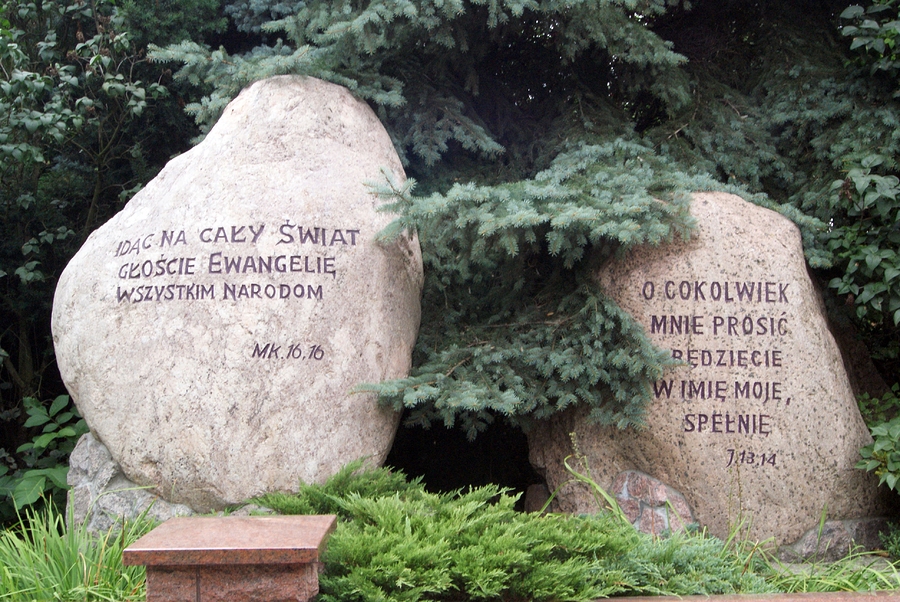 IDĄC NA CAŁY ŚWIAT
GŁOŚCIE EWANGELIĘ
WSZYSTKIM NARODOM
MK.16,16
O COKOLWIEK
MNIE PROSIĆ
BĘDZIĘCIE
W IMIĘ MOJE,
SPEŁNIĘ
J.13,14